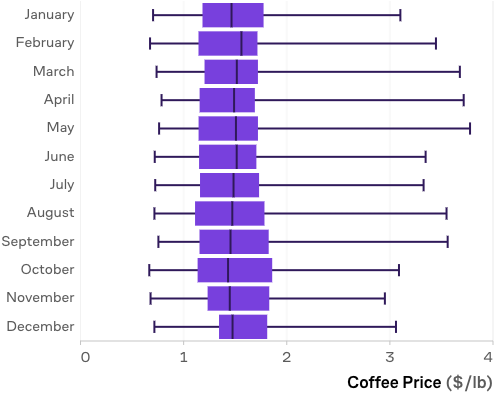 January
February
March
April
May
June
July
August
September
October
November
December
0 1 2 3 4
Coffee Price ($/lb)